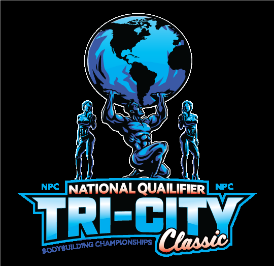 NPC NATIONAL QUALIFIER NPC
TRI-CITY
BODYBUILDING CHAMPIONSHIPS Classic